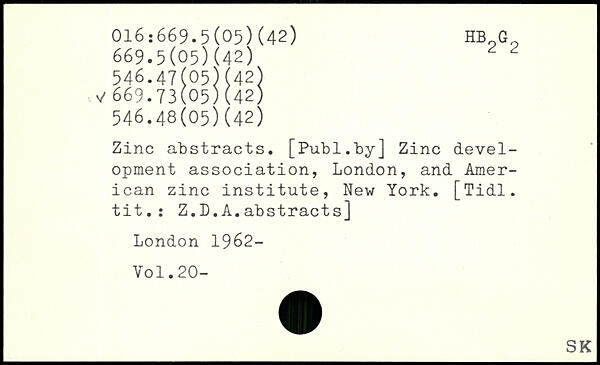 016:669.5(05)(42) HB2G2
669.5(05)(42)
546.47(05)(42)
✓ 669.73(05)(42)
546.48(05)(42)
Zinc abstracts. [Publ.by] Zinc devel-
opment association, London, and Amer-
ican zinc institute, New York. [Tidl.
tit.: Z.D.A.abstracts]
London 1962-
Vol.20-
SK